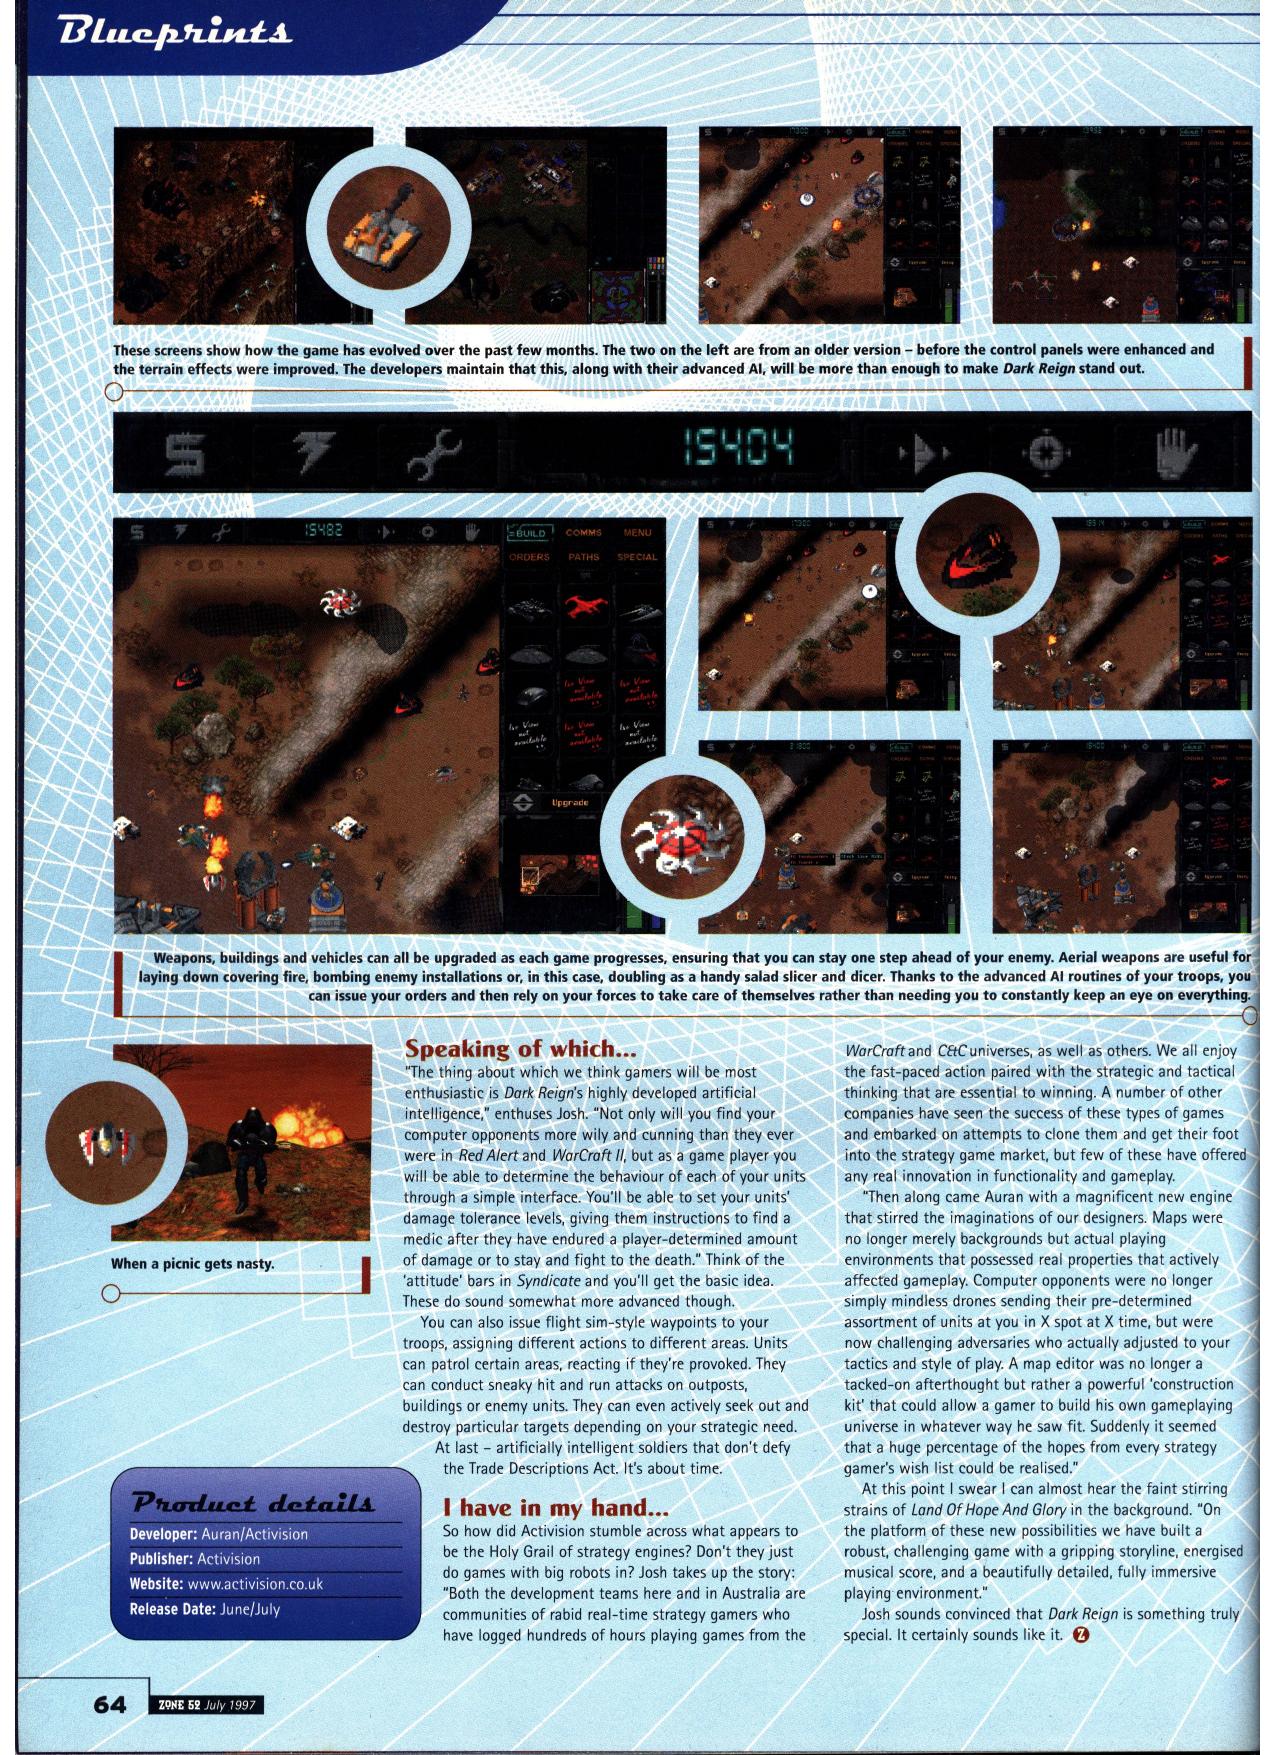 Blueprints
These screens show how the game has evolved over the past few months. The two on the left are from an older version – before the control panels were enhanced and
the terrain effects were improved. The developers maintain that this, along with their advanced AI, will be more than enough to make Dark Reign stand out.
15404
15482
BUILD COMMS MENU
ORDERS PATHS SPECIAL
Iso View not available
Iso View not available
Iso View not available
Iso View not available
Iso View not available
Upgrade
Weapons, buildings and vehicles can all be upgraded as each game progresses, ensuring that you can stay one step ahead of your enemy. Aerial weapons are useful for
laying down covering fire, bombing enemy installations or, in this case, doubling as a handy salad slicer and dicer. Thanks to the advanced AI routines of your troops, you
can issue your orders and then rely on your forces to take care of themselves rather than needing you to constantly keep an eye on everything.
When a picnic gets nasty.
Speaking of which...
"The thing about which we think gamers will be most
enthusiastic is Dark Reign's highly developed artificial
intelligence," enthuses Josh. "Not only will you find your
computer opponents more wily and cunning than they ever
were in Red Alert and WarCraft II, but as a game player you
will be able to determine the behaviour of each of your units
through a simple interface. You'll be able to set your units'
damage tolerance levels, giving them instructions to find a
medic after they have endured a player-determined amount
of damage or to stay and fight to the death." Think of the
'attitude' bars in Syndicate and you'll get the basic idea.
These do sound somewhat more advanced though.
You can also issue flight sim-style waypoints to your
troops, assigning different actions to different areas. Units
can patrol certain areas, reacting if they're provoked. They
can conduct sneaky hit and run attacks on outposts,
buildings or enemy units. They can even actively seek out and
destroy particular targets depending on your strategic need.
At last – artificially intelligent soldiers that don't defy
the Trade Descriptions Act. It's about time.
I have in my hand...
So how did Activision stumble across what appears to
be the Holy Grail of strategy engines? Don't they just
do games with big robots in? Josh takes up the story:
"Both the development teams here and in Australia are
communities of rabid real-time strategy gamers who
have logged hundreds of hours playing games from the
WarCraft and C&C universes, as well as others. We all enjoy
the fast-paced action paired with the strategic and tactical
thinking that are essential to winning. A number of other
companies have seen the success of these types of games
and embarked on attempts to clone them and get their foot
into the strategy game market, but few of these have offered
any real innovation in functionality and gameplay.
"Then along came Auran with a magnificent new engine
that stirred the imaginations of our designers. Maps were
no longer merely backgrounds but actual playing
environments that possessed real properties that actively
affected gameplay. Computer opponents were no longer
simply mindless drones sending their pre-determined
assortment of units at you in X spot at X time, but were
now challenging adversaries who actually adjusted to your
tactics and style of play. A map editor was no longer a
tacked-on afterthought but rather a powerful 'construction
kit' that could allow a gamer to build his own gameplaying
universe in whatever way he saw fit. Suddenly it seemed
that a huge percentage of the hopes from every strategy
gamer's wish list could be realised."
At this point I swear I can almost hear the faint stirring
strains of Land Of Hope And Glory in the background. "On
the platform of these new possibilities we have built a
robust, challenging game with a gripping storyline, energised
musical score, and a beautifully detailed, fully immersive
playing environment."
Josh sounds convinced that Dark Reign is something truly
special. It certainly sounds like it. Z
Product details
Developer: Auran/Activision
Publisher: Activision
Website: www.activision.co.uk
Release Date: June/July
64
ZONE 52 July 1997